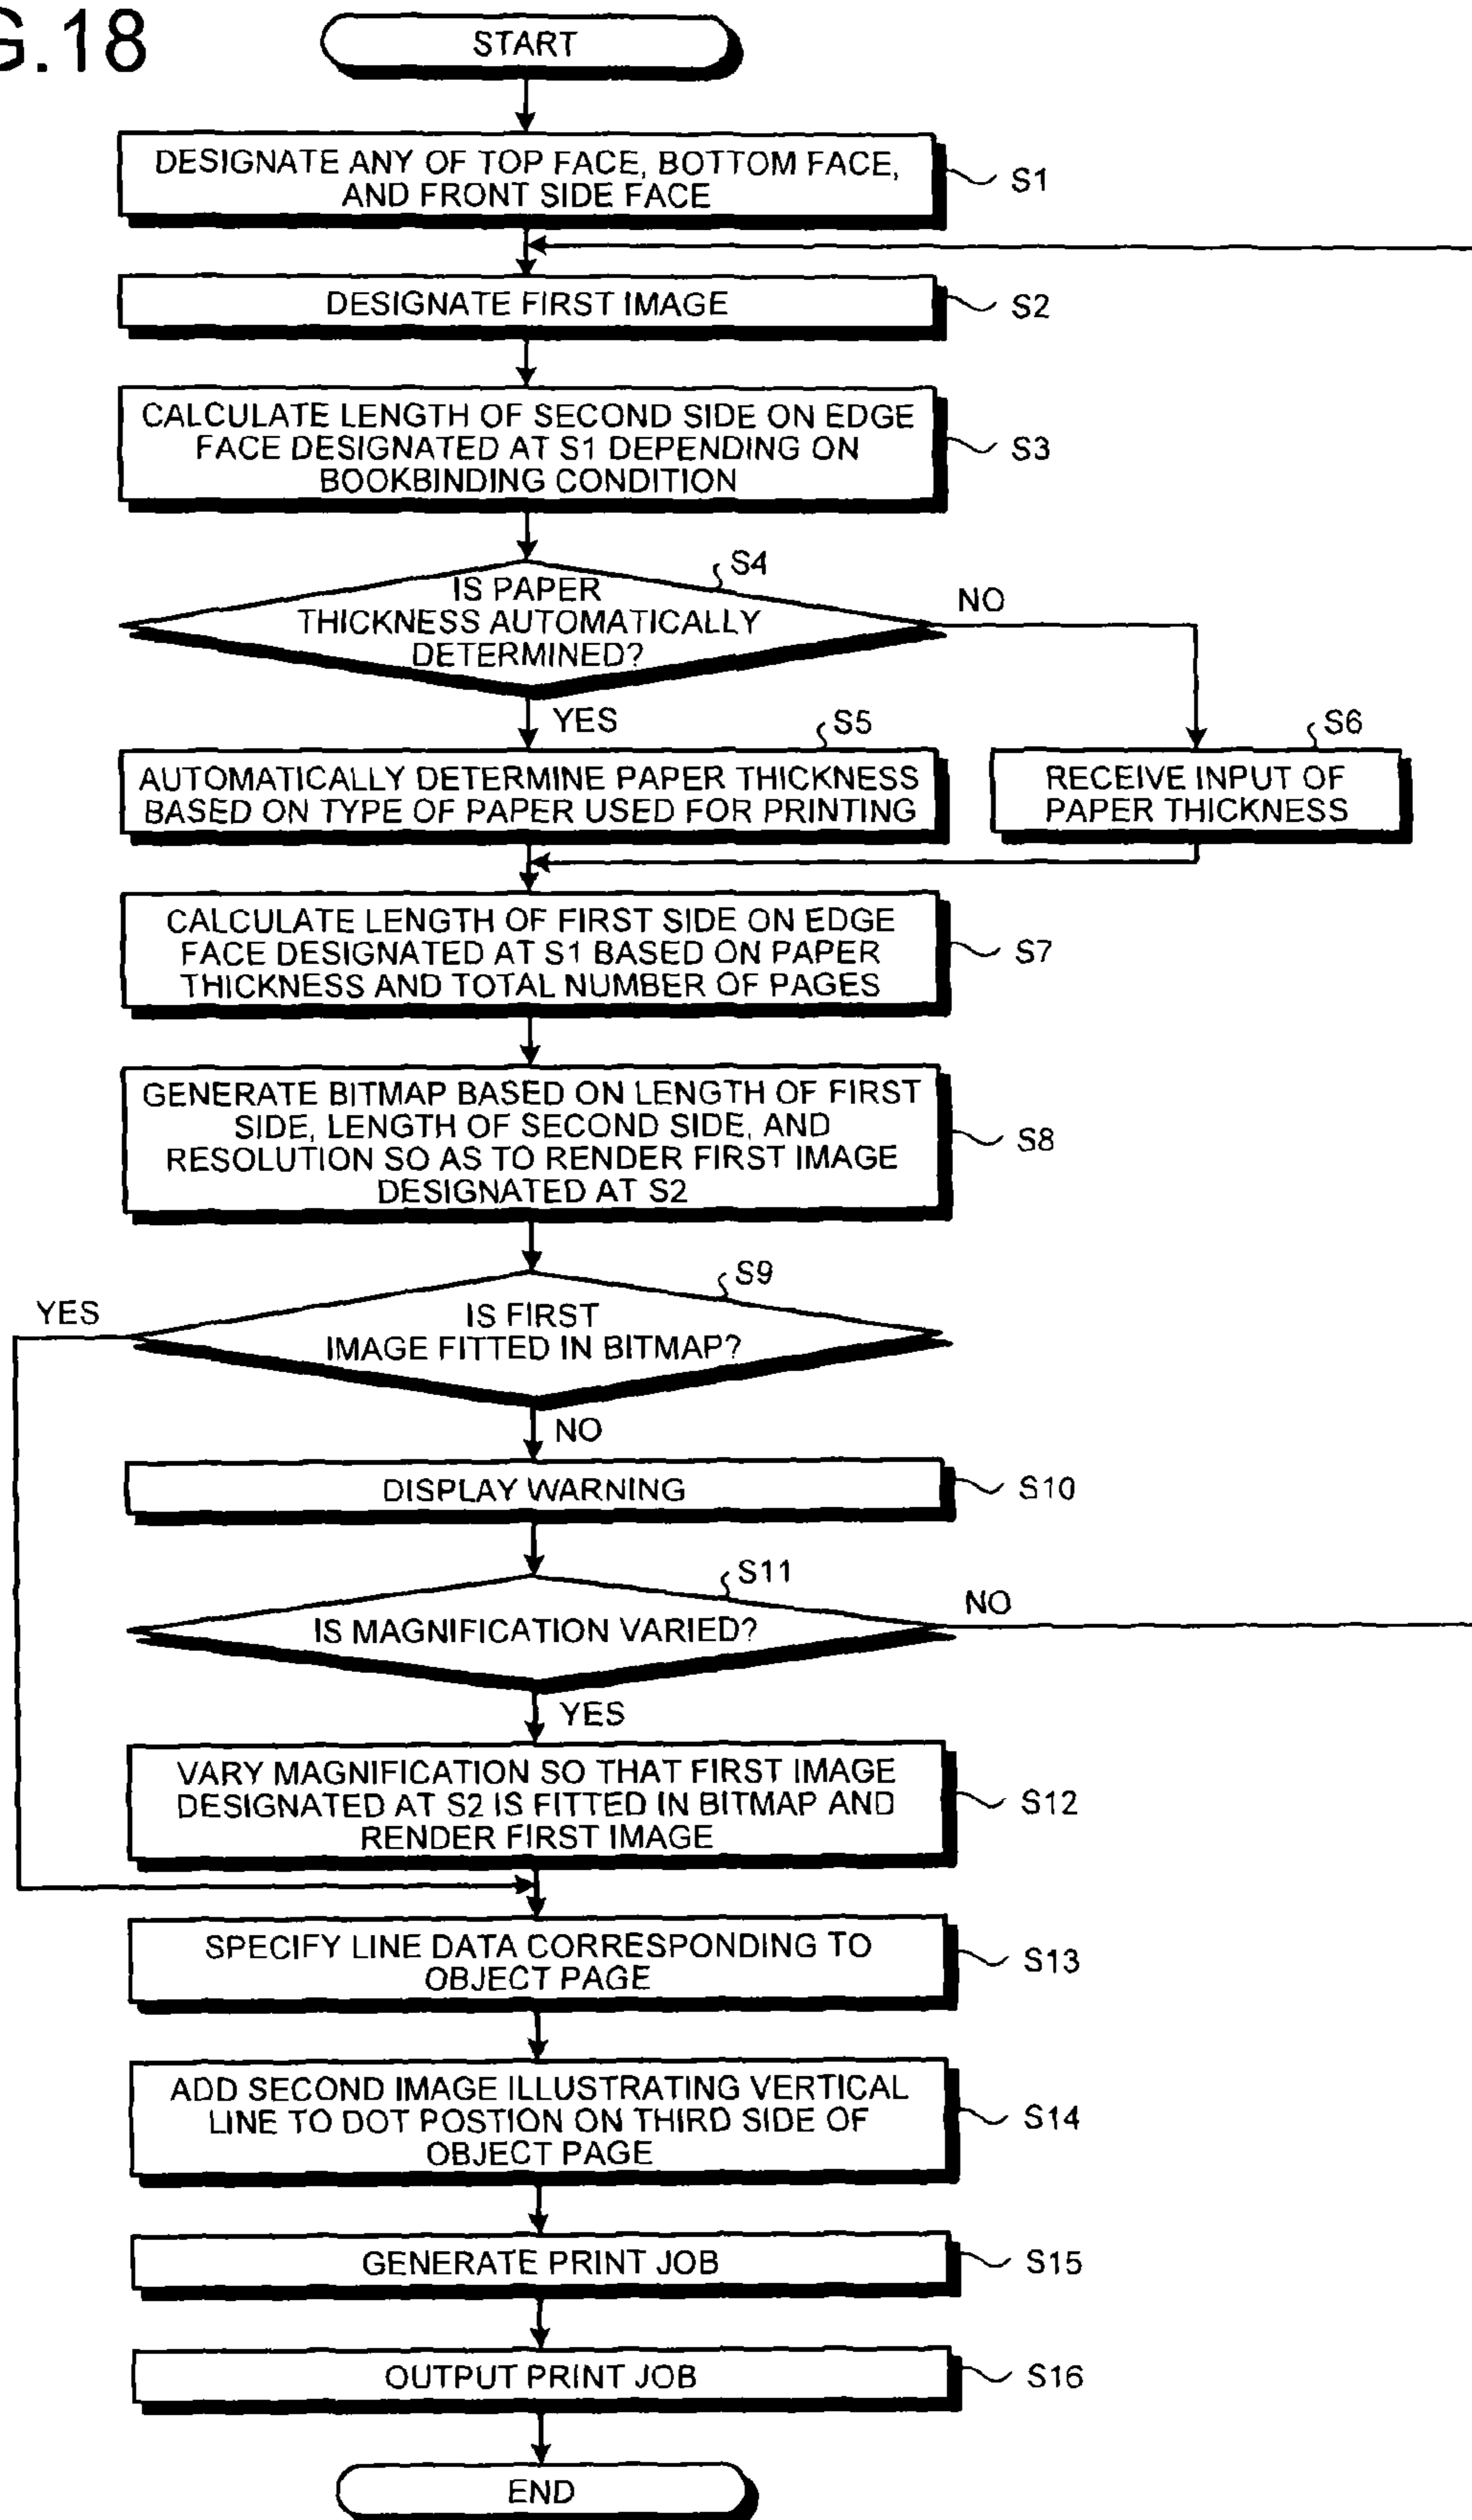 G.18
START
DESIGNATE ANY OF TOP FACE, BOTTOM FACE,
AND FRONT SIDE FACE
S1
DESIGNATE FIRST IMAGE
S2
CALCULATE LENGTH OF SECOND SIDE ON EDGE
FACE DESIGNATED AT S1 DEPENDING ON
BOOKBINDING CONDITION
S3
S4
IS PAPER
THICKNESS AUTOMATICALLY
DETERMINED?
NO
YES
S5
AUTOMATICALLY DETERMINE PAPER THICKNESS
BASED ON TYPE OF PAPER USED FOR PRINTING
S6
RECEIVE INPUT OF
PAPER THICKNESS
CALCULATE LENGTH OF FIRST SIDE ON EDGE
FACE DESIGNATED AT S1 BASED ON PAPER
THICKNESS AND TOTAL NUMBER OF PAGES
S7
GENERATE BITMAP BASED ON LENGTH OF FIRST
SIDE, LENGTH OF SECOND SIDE, AND
RESOLUTION SO AS TO RENDER FIRST IMAGE
DESIGNATED AT S2
S8
S9
YES
IS FIRST
IMAGE FITTED IN BITMAP?
NO
DISPLAY WARNING
S10
S11
IS MAGNIFICATION VARIED?
NO
YES
VARY MAGNIFICATION SO THAT FIRST IMAGE
DESIGNATED AT S2 IS FITTED IN BITMAP AND
RENDER FIRST IMAGE
S12
SPECIFY LINE DATA CORRESPONDING TO
OBJECT PAGE
S13
ADD SECOND IMAGE ILLUSTRATING VERTICAL
LINE TO DOT POSTION ON THIRD SIDE OF
OBJECT PAGE
S14
GENERATE PRINT JOB
S15
OUTPUT PRINT JOB
S16
END